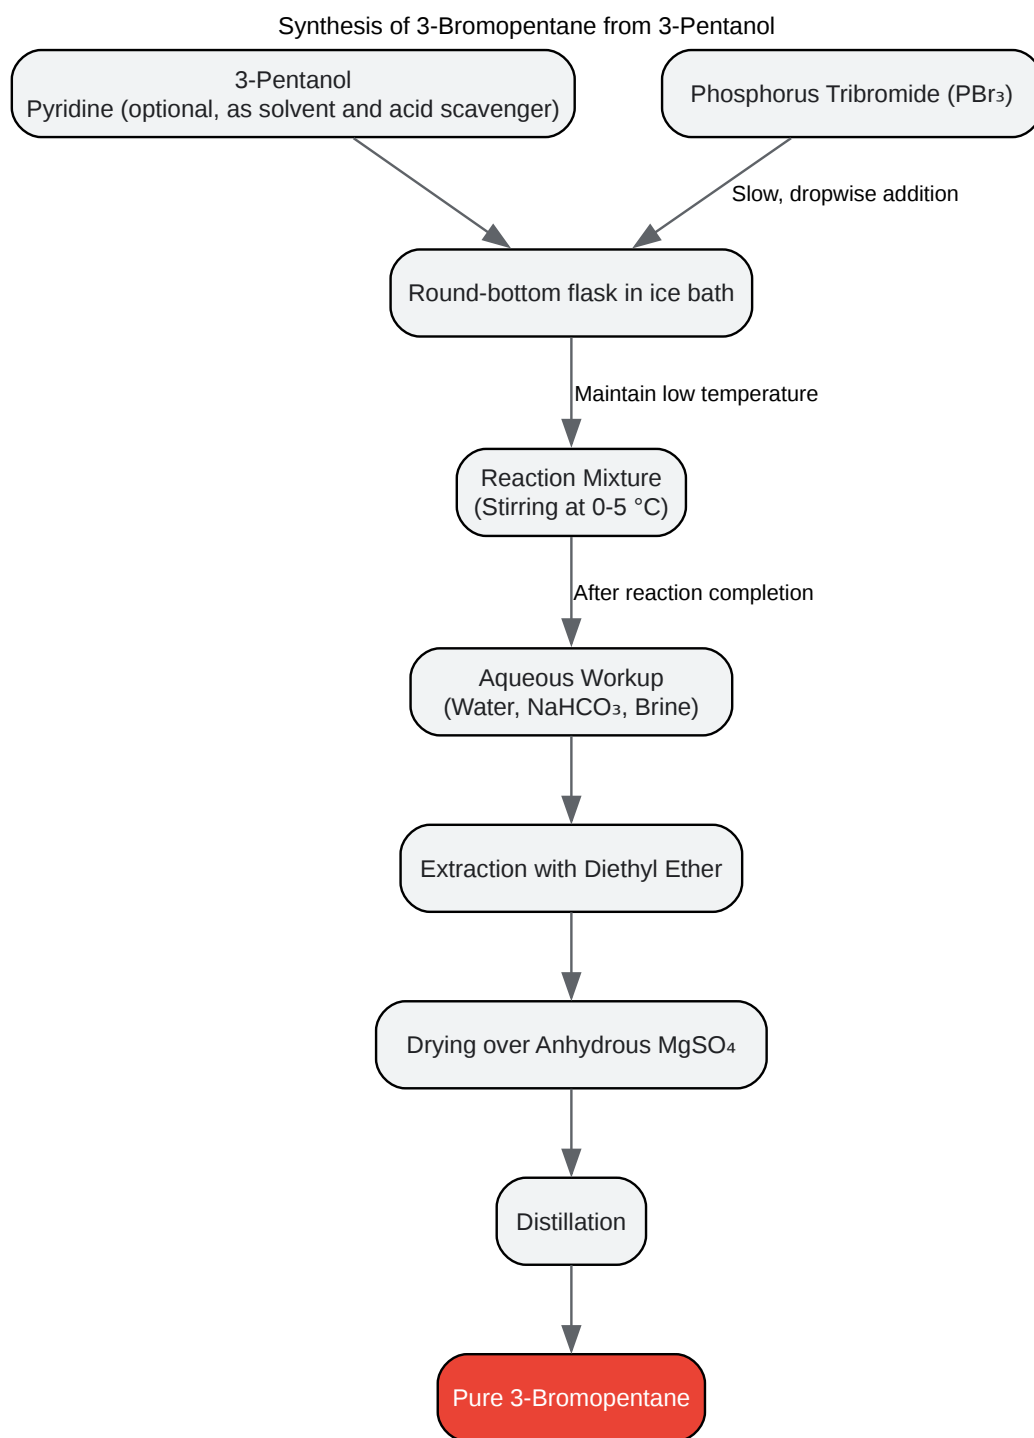 Synthesis of 3-Bromopentane from 3-Pentanol
3-Pentanol
Pyridine (optional, as solvent and acid scavenger)
Phosphorus Tribromide (PBr₃)
Slow, dropwise addition
Round-bottom flask in ice bath
Maintain low temperature
Reaction Mixture
(Stirring at 0-5 °C)
After reaction completion
Aqueous Workup
(Water, NaHCO₃, Brine)
Extraction with Diethyl Ether
Drying over Anhydrous MgSO₄
Distillation
Pure 3-Bromopentane